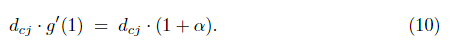 d_{cj} · g′(1) = d_{cj} · (1 + α). (10)